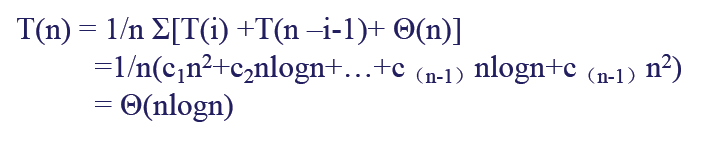 T(n) = 1/n Σ[T(i) +T(n –i-1)+ Θ(n)]
=1/n(c₁n²+c₂nlogn+…+c（n-1） nlogn+c（n-1） n²)
= Θ(nlogn)